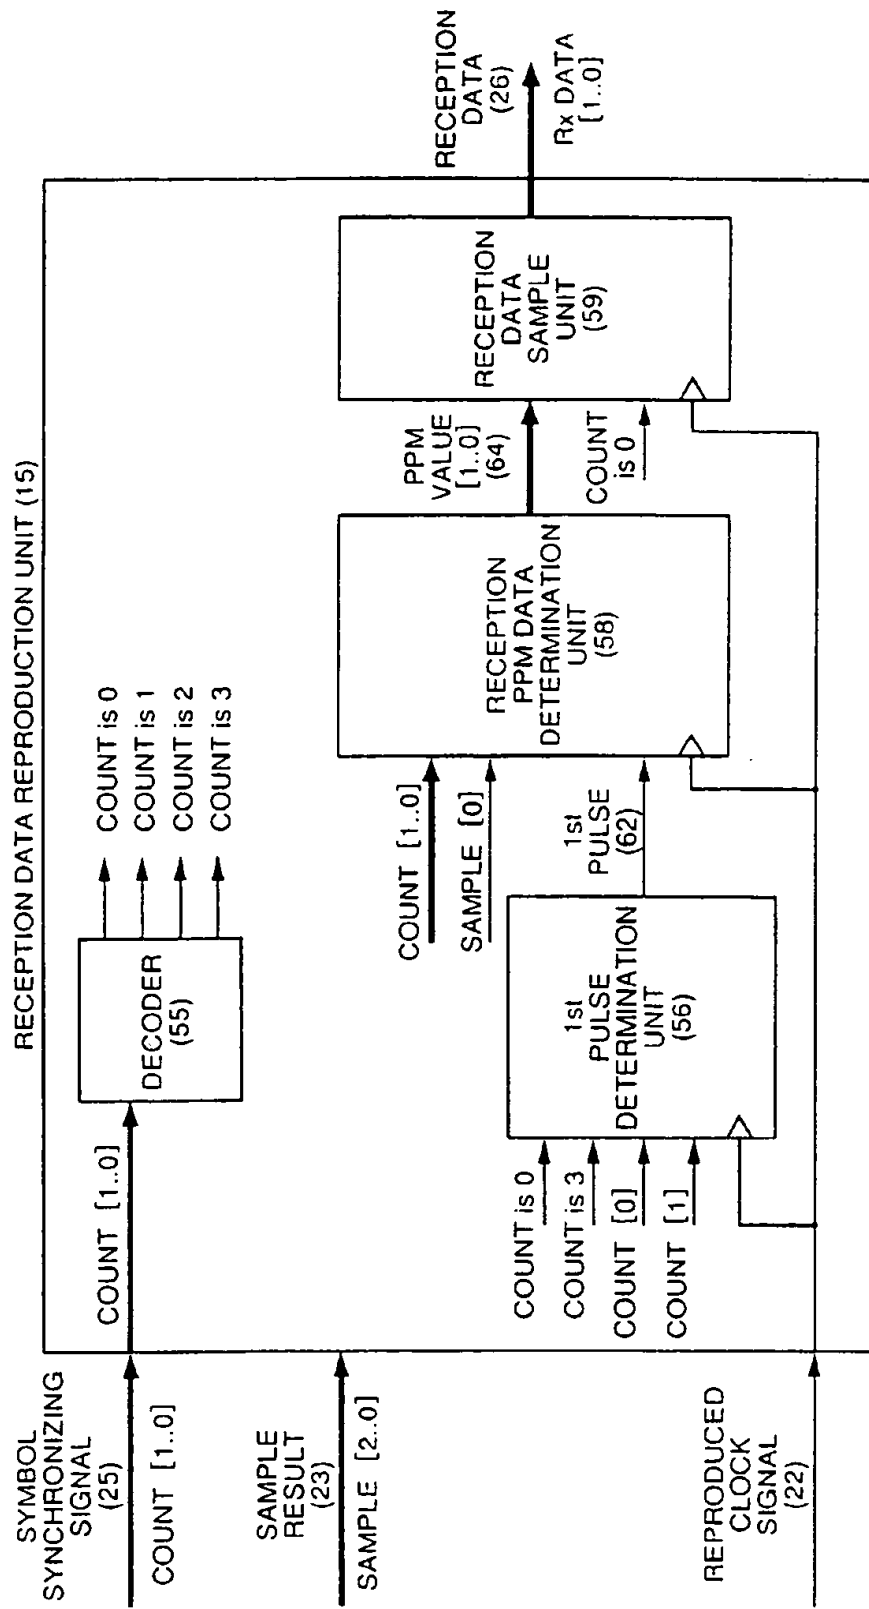 RECEPTION DATA REPRODUCTION UNIT (15)
SYMBOL
SYNCHRONIZING
SIGNAL
(25)
COUNT [1..0]
COUNT [1..0]
DECODER
(55)
COUNT is 0
COUNT is 1
COUNT is 2
COUNT is 3
SAMPLE
RESULT
(23)
SAMPLE [2..0]
COUNT is 0
COUNT is 3
COUNT [0]
COUNT [1]
1st
PULSE
DETERMINATION
UNIT
(56)
1st
PULSE
(62)
COUNT [1..0]
SAMPLE [0]
RECEPTION
PPM DATA
DETERMINATION
UNIT
(58)
PPM
VALUE
[1..0]
(64)
COUNT
is 0
RECEPTION
DATA
SAMPLE
UNIT
(59)
RECEPTION
DATA
(26)
Rx DATA
[1..0]
REPRODUCED
CLOCK
SIGNAL
(22)